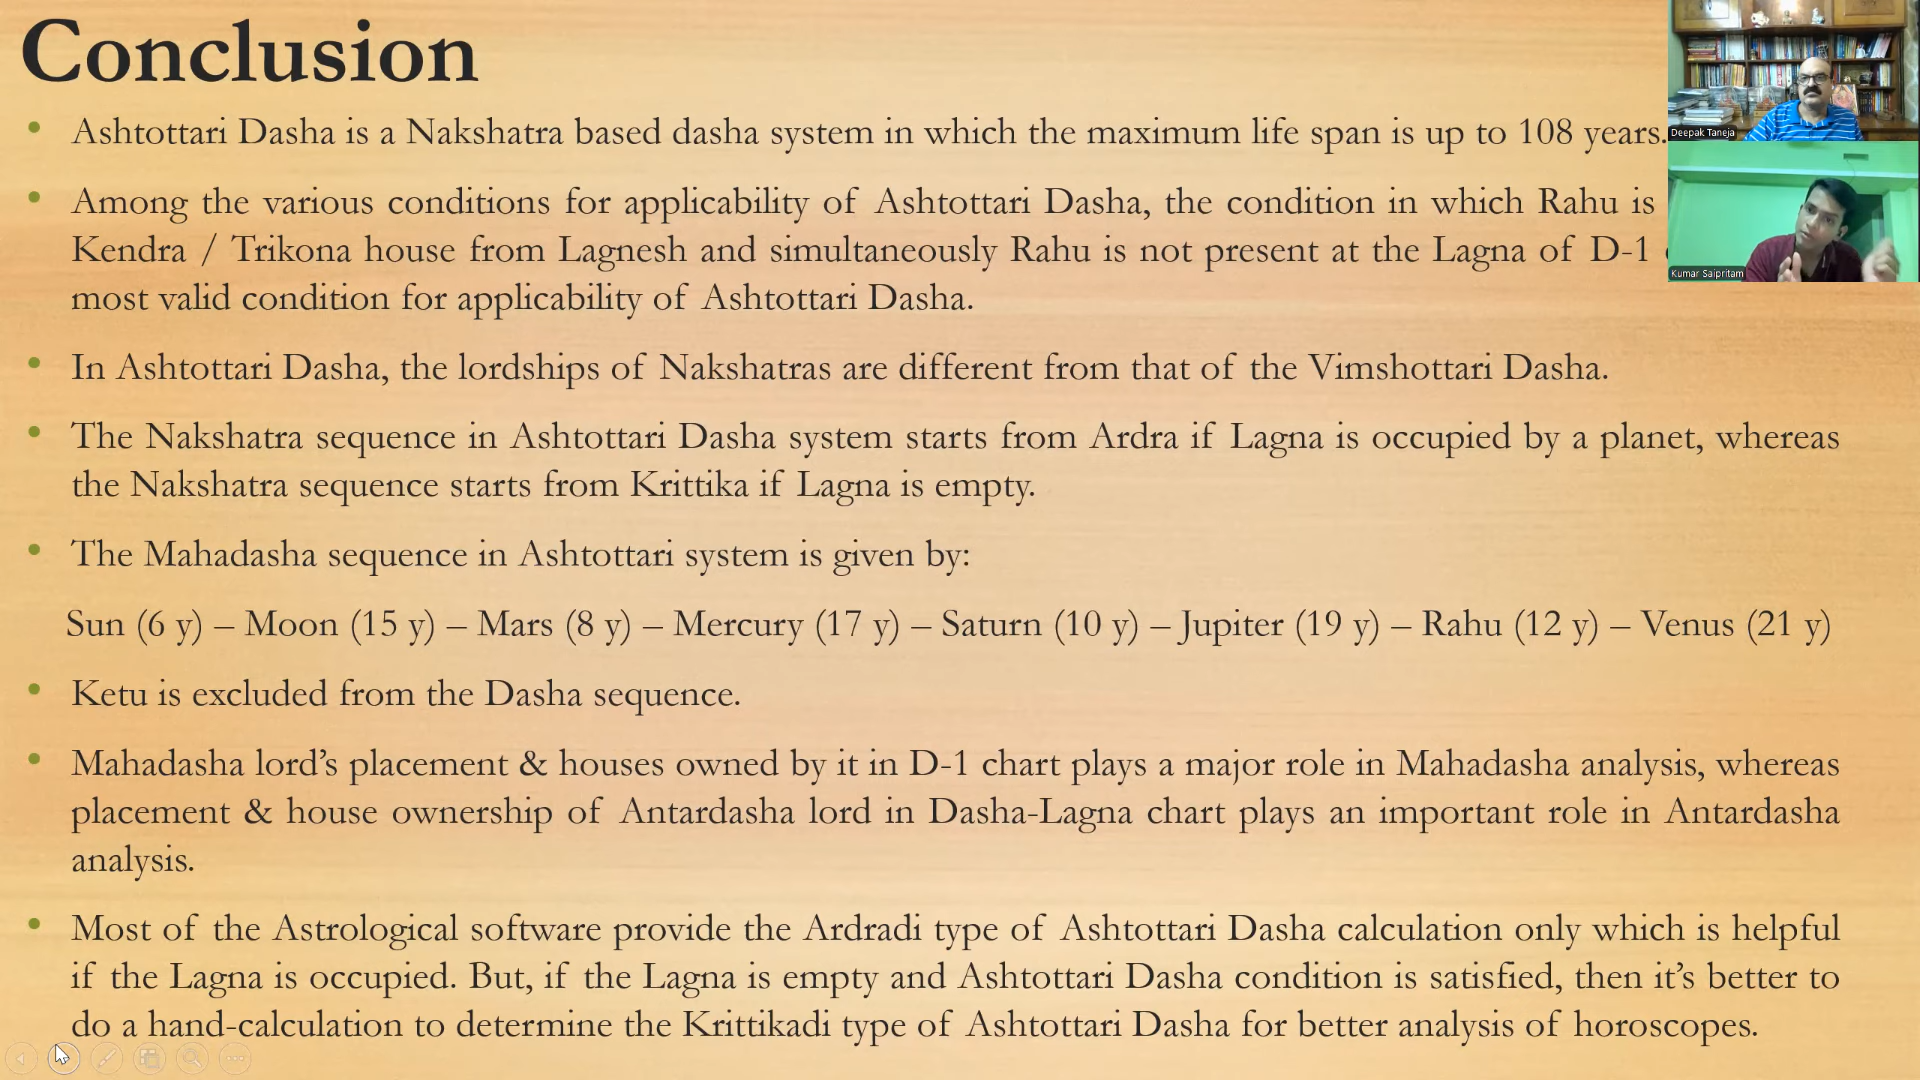 Conclusion
• Ashtottari Dasha is a Nakshatra based dasha system in which the maximum life span is up to 108 years.
• Among the various conditions for applicability of Ashtottari Dasha, the condition in which Rahu is
Kendra / Trikona house from Lagnesh and simultaneously Rahu is not present at the Lagna of D-1
most valid condition for applicability of Ashtottari Dasha.
• In Ashtottari Dasha, the lordships of Nakshatras are different from that of the Vimshottari Dasha.
• The Nakshatra sequence in Ashtottari Dasha system starts from Ardra if Lagna is occupied by a planet, whereas
the Nakshatra sequence starts from Krittika if Lagna is empty.
• The Mahadasha sequence in Ashtottari system is given by:
Sun (6 y) – Moon (15 y) – Mars (8 y) – Mercury (17 y) – Saturn (10 y) – Jupiter (19 y) – Rahu (12 y) – Venus (21 y)
• Ketu is excluded from the Dasha sequence.
• Mahadasha lord’s placement & houses owned by it in D-1 chart plays a major role in Mahadasha analysis, whereas
placement & house ownership of Antardasha lord in Dasha-Lagna chart plays an important role in Antardasha
analysis.
• Most of the Astrological software provide the Ardradi type of Ashtottari Dasha calculation only which is helpful
if the Lagna is occupied. But, if the Lagna is empty and Ashtottari Dasha condition is satisfied, then it’s better to
do a hand-calculation to determine the Krittikadi type of Ashtottari Dasha for better analysis of horoscopes.
Deepak Taneja
Kumar Saipritam